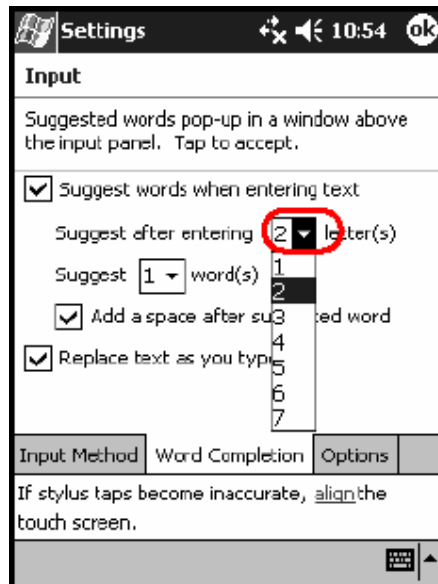 Settings 10:54 ok
Input
Suggested words pop-up in a window above
the input panel. Tap to accept.
Suggest words when entering text
Suggest after entering 2 letter(s)
Suggest 1 word(s)
Add a space after word
Replace text as you
1
2
3
4
5
6
7
Input Method Word Completion Options
If stylus taps become inaccurate, align the
touch screen.